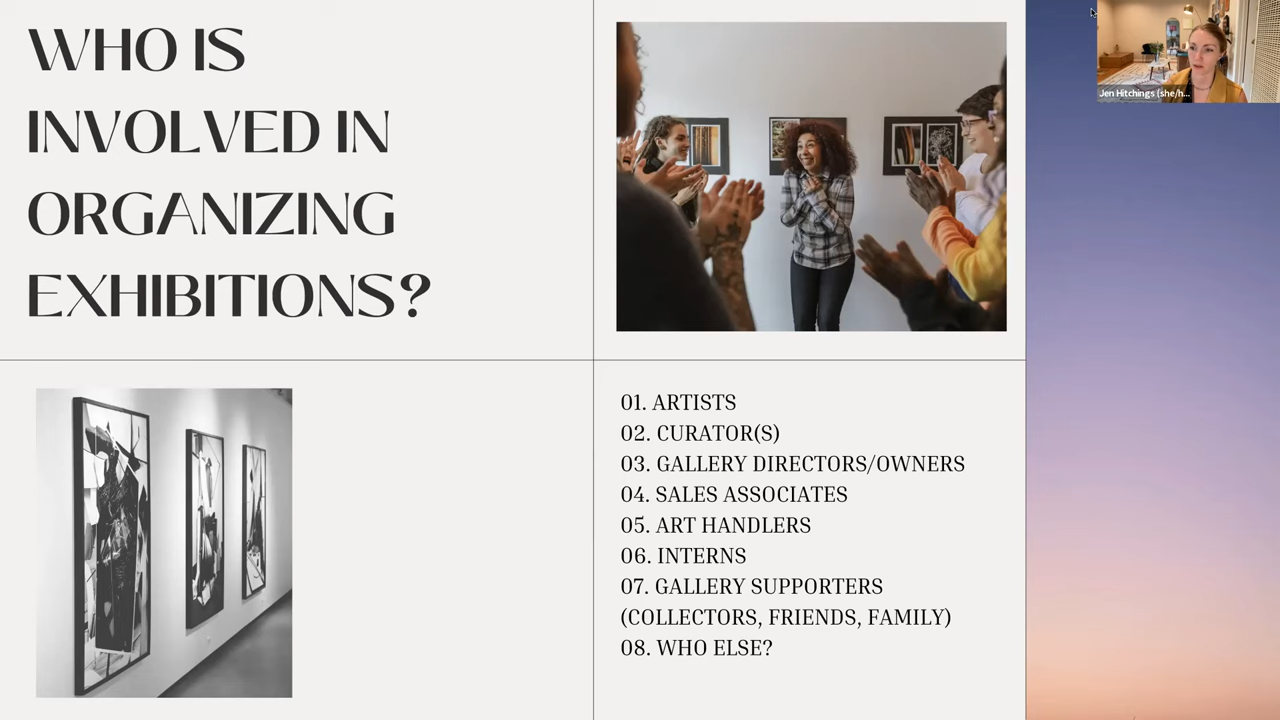 WHO IS
INVOLVED IN
ORGANIZING
EXHIBITIONS?
Jen Hitchings (she/h...
01. ARTISTS
02. CURATOR(S)
03. GALLERY DIRECTORS/OWNERS
04. SALES ASSOCIATES
05. ART HANDLERS
06. INTERNS
07. GALLERY SUPPORTERS
(COLLECTORS, FRIENDS, FAMILY)
08. WHO ELSE?